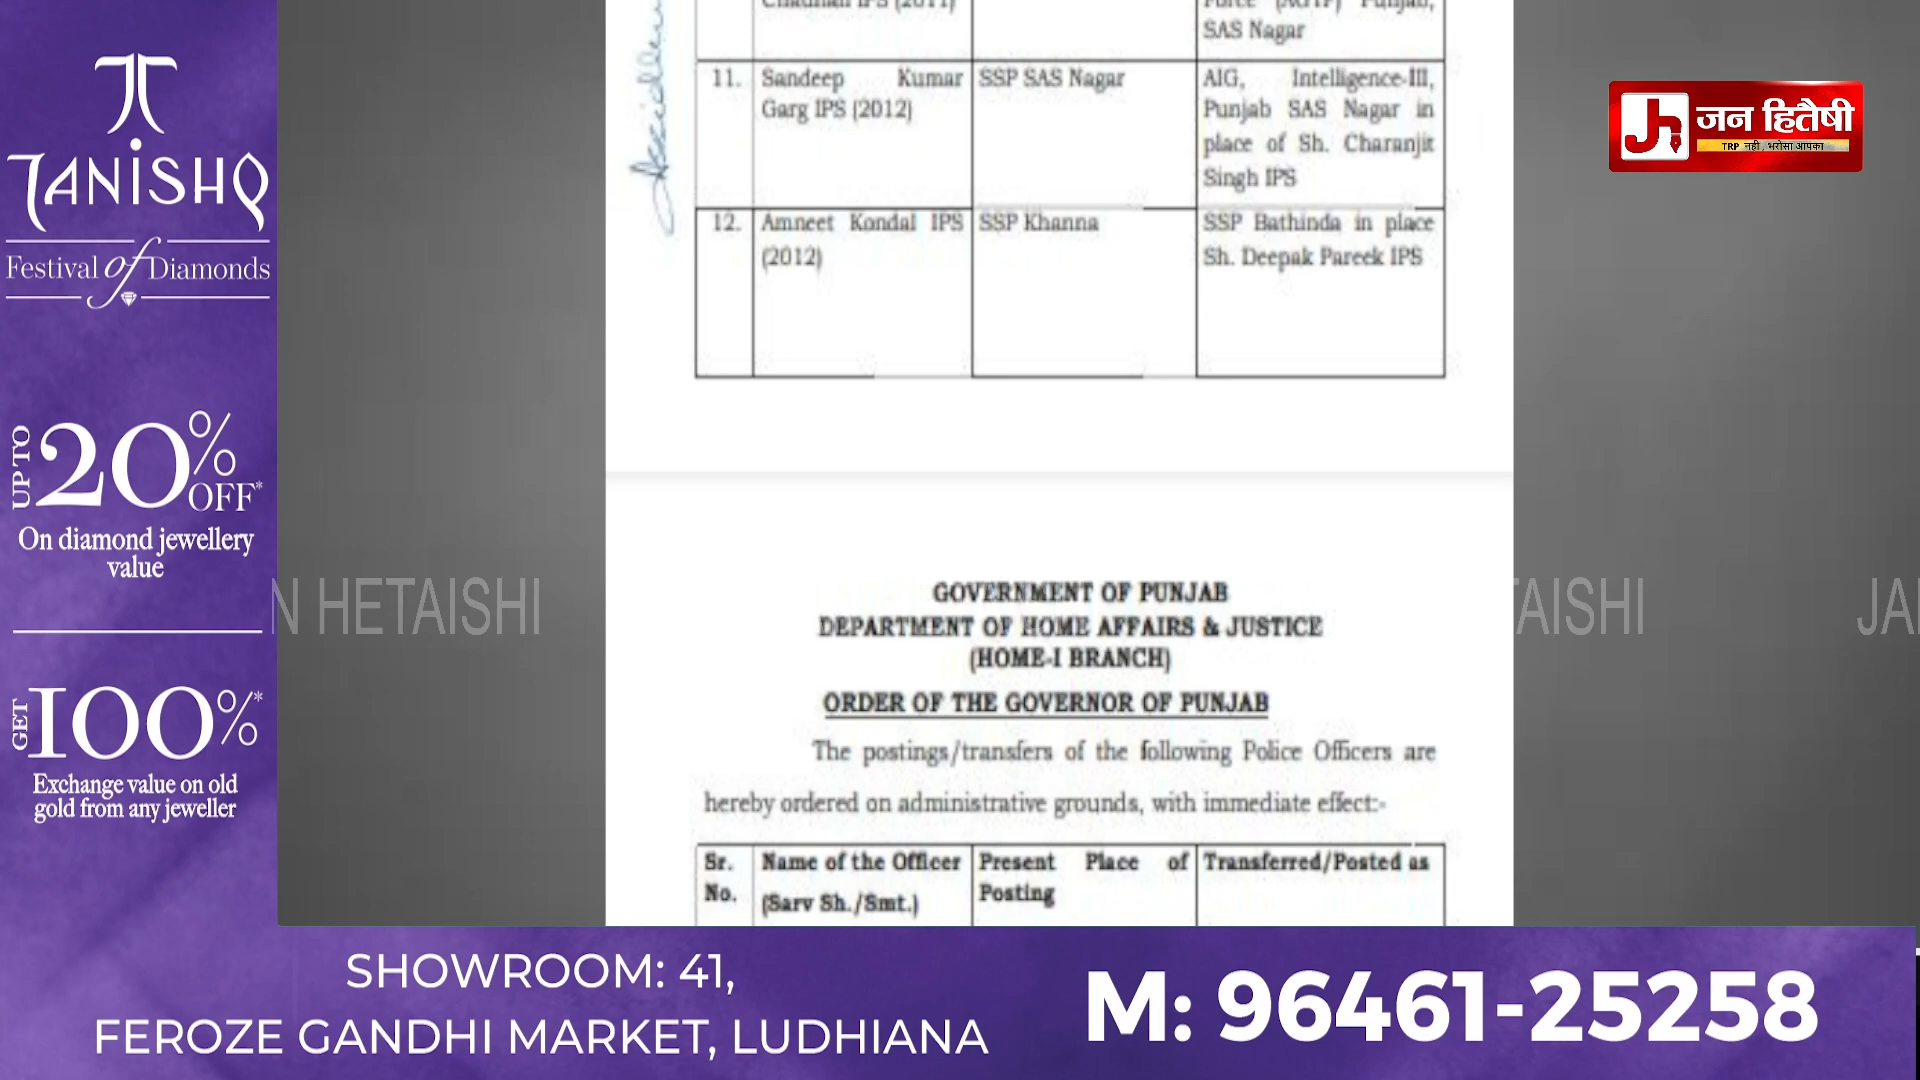 TANISHQ
Festival of Diamonds
UPTO 20% OFF*
On diamond jewellery
value
GET 100%*
Exchange value on old
gold from any jeweller
SAS Nagar
11. Sandeep Kumar Garg IPS (2012) SSP SAS Nagar AIG, Intelligence-III,
Punjab SAS Nagar in
place of Sh. Charanjit
Singh IPS
12. Amneet Kondal IPS (2012) SSP Khanna SSP Bathinda in place
Sh. Deepak Pareek IPS
GOVERNMENT OF PUNJAB
DEPARTMENT OF HOME AFFAIRS & JUSTICE
(HOME-I BRANCH)
ORDER OF THE GOVERNOR OF PUNJAB
The postings/transfers of the following Police Officers are
hereby ordered on administrative grounds, with immediate effect:-
Sr. No. Name of the Officer (Sarv Sh./Smt.) Present Place of Posting Transferred/Posted as
Jh जन हितैषी
TRP नही, भरोसा आपका
N HETAISHI
TAISHI
JA
SHOWROOM: 41,
FEROZE GANDHI MARKET, LUDHIANA
M: 96461-25258